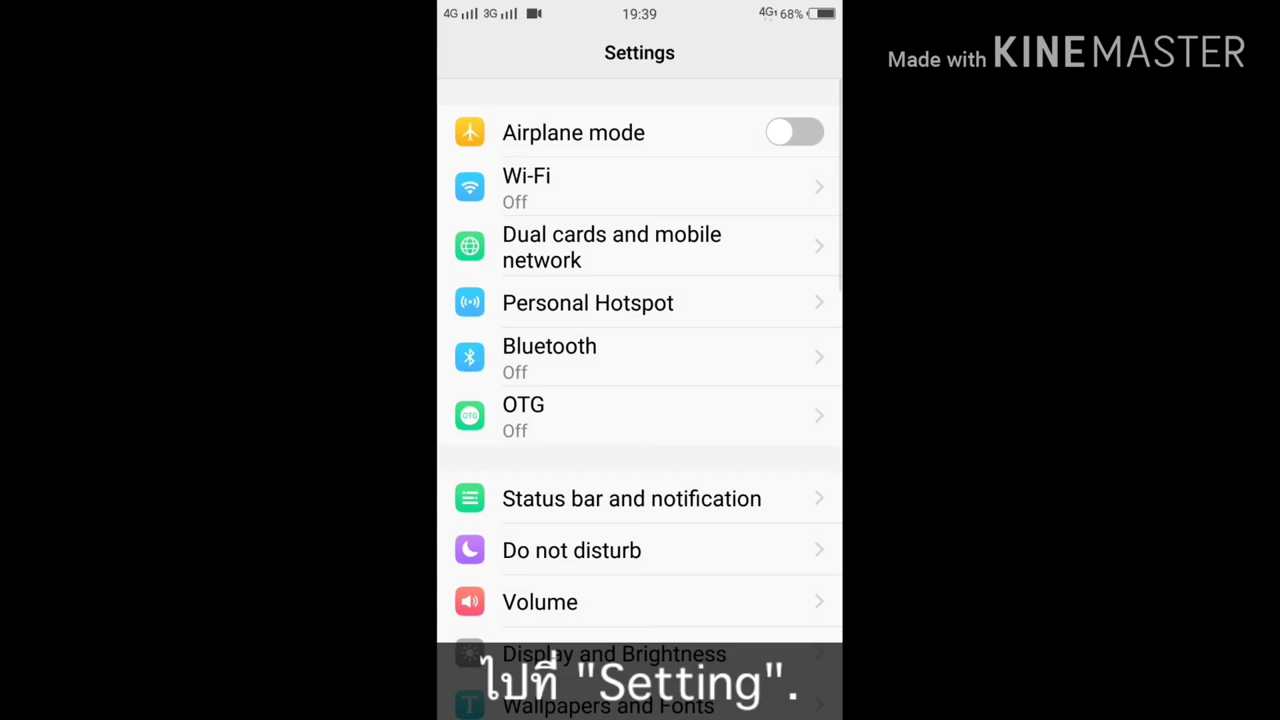 4G 3G 19:39 4G1 68%
Settings
Made with KINEMASTER
Airplane mode
Wi-Fi
Off
Dual cards and mobile
network
Personal Hotspot
Bluetooth
Off
OTG
OTG
Off
Status bar and notification
Do not disturb
Volume
Display and Brightness
ไปที่ "Setting".
T Wallpapers and Fonts